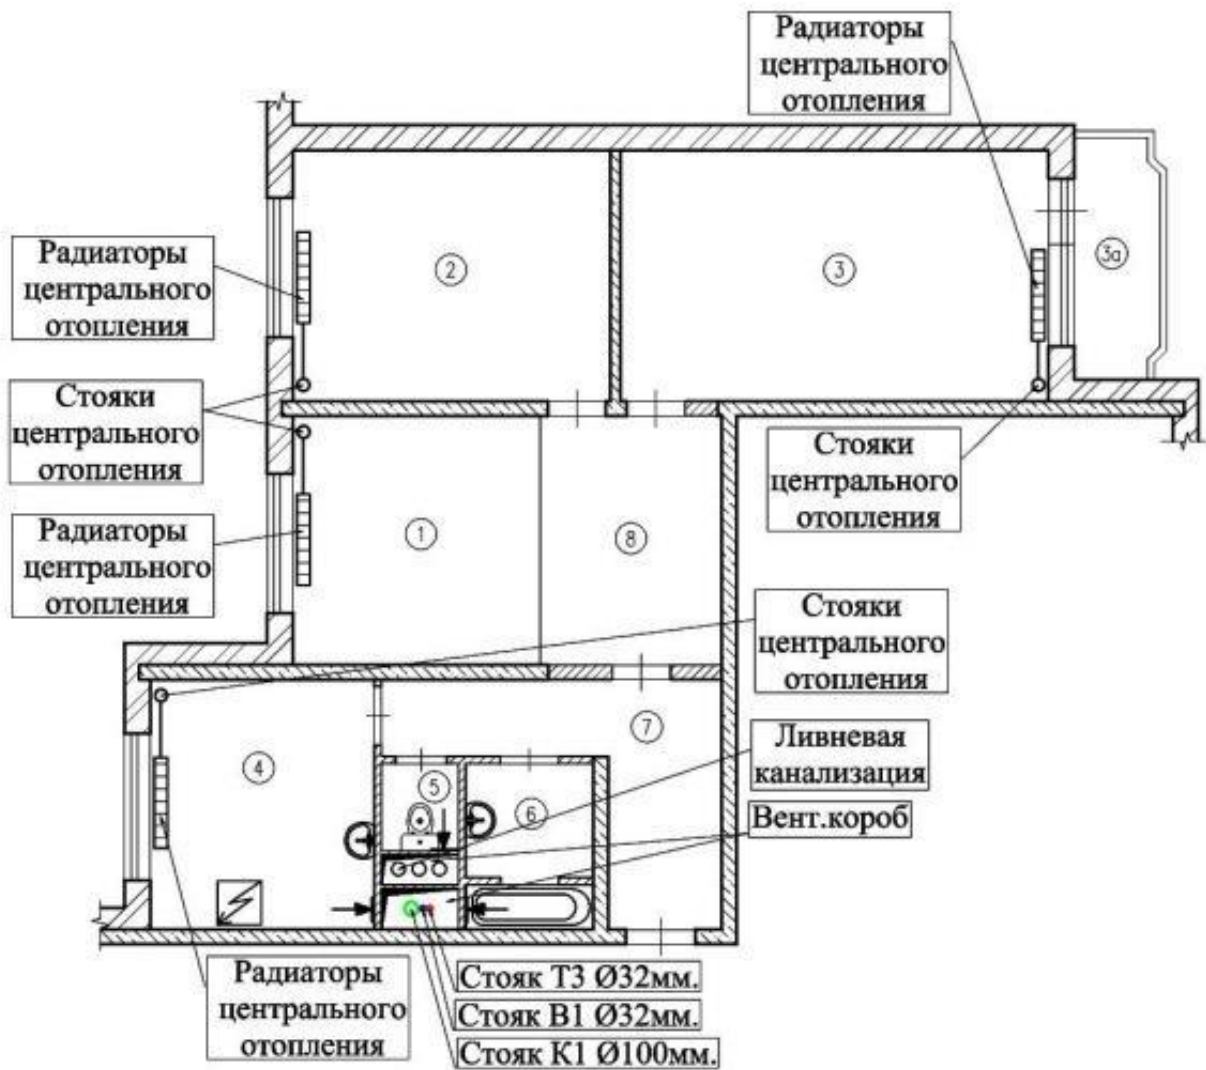 Радиаторы
центрального
отопления
Радиаторы
центрального
отопления
2
3
3а
Стояки
центрального
отопления
Стояки
центрального
отопления
Радиаторы
центрального
отопления
1
8
Стояки
центрального
отопления
7
4
5
6
Ливневая
канализация
Вент.короб
Радиаторы
центрального
отопления
Стояк Т3 Ø32мм.
Стояк В1 Ø32мм.
Стояк К1 Ø100мм.